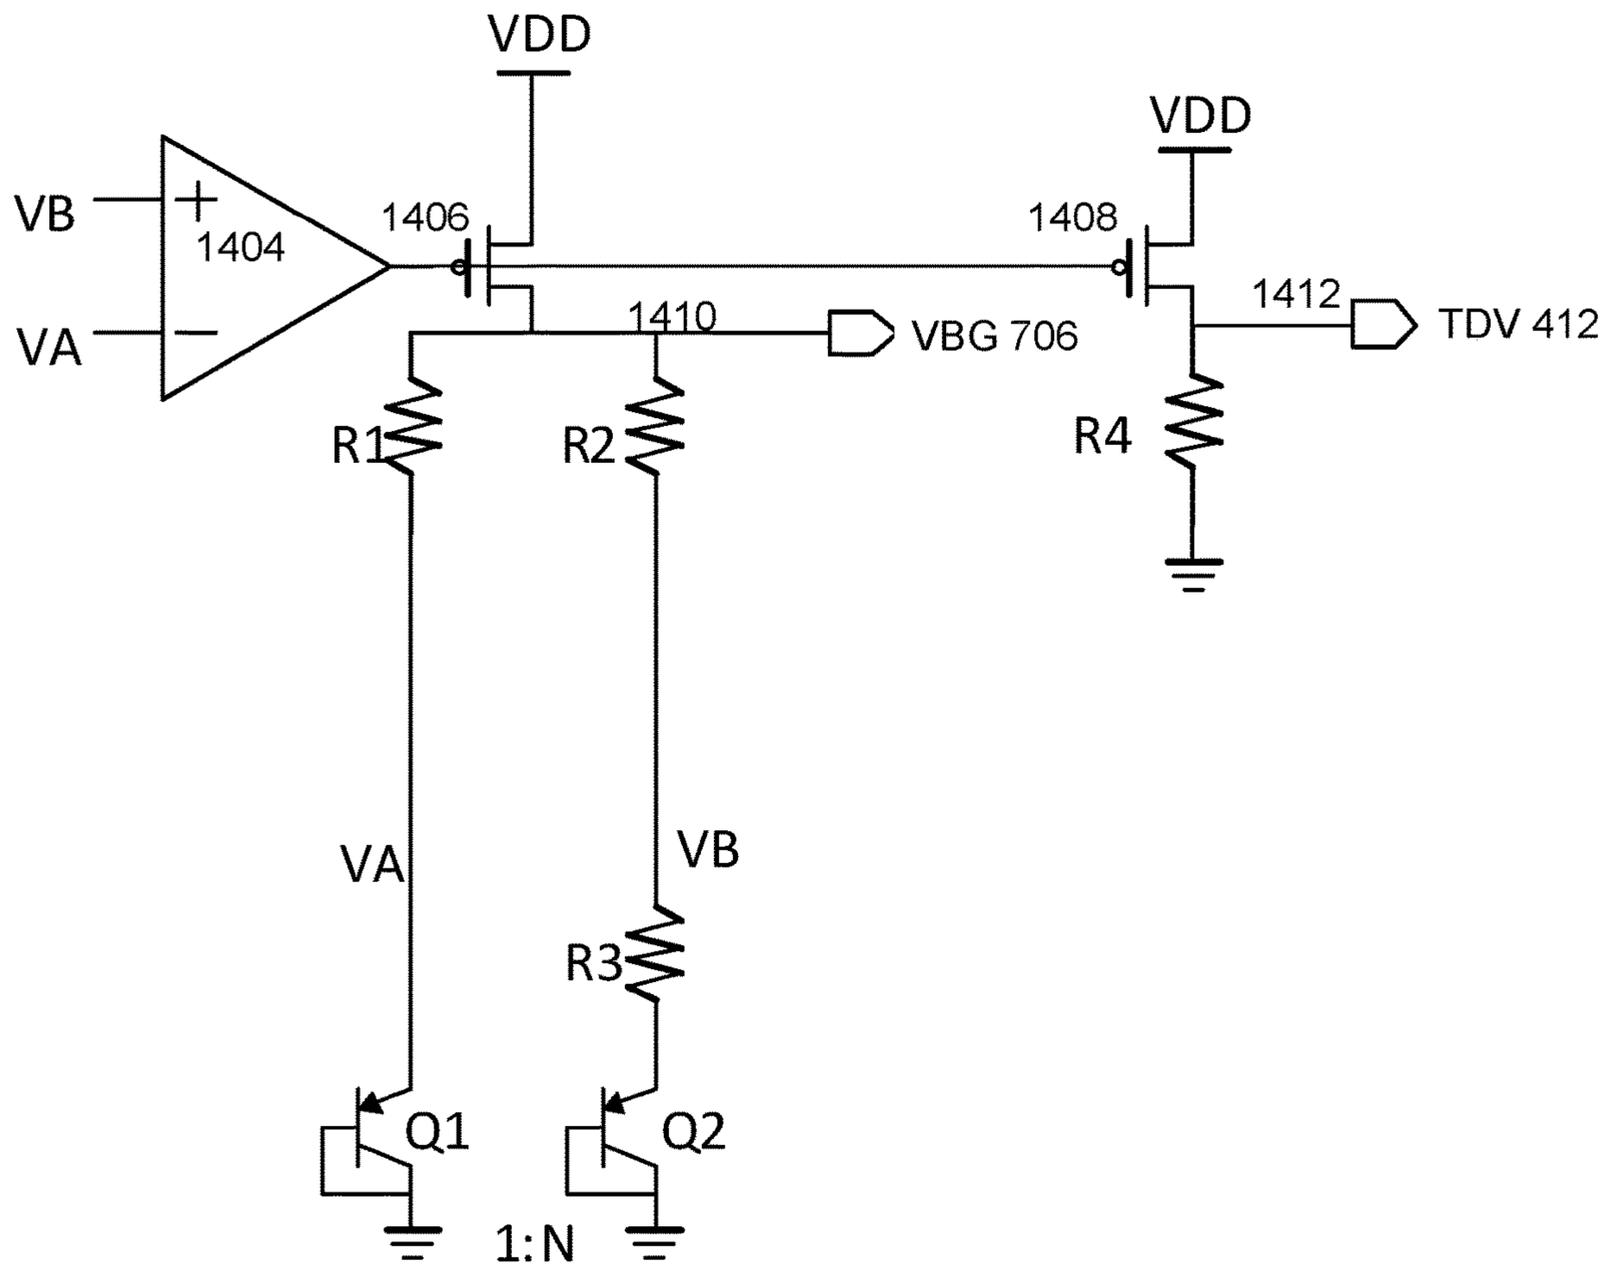 VDD
VDD
VB
+
1404
1406
1408
VA
−
1410
VBG 706
1412
TDV 412
R1
R2
R4
VA
VB
R3
Q1
Q2
1:N